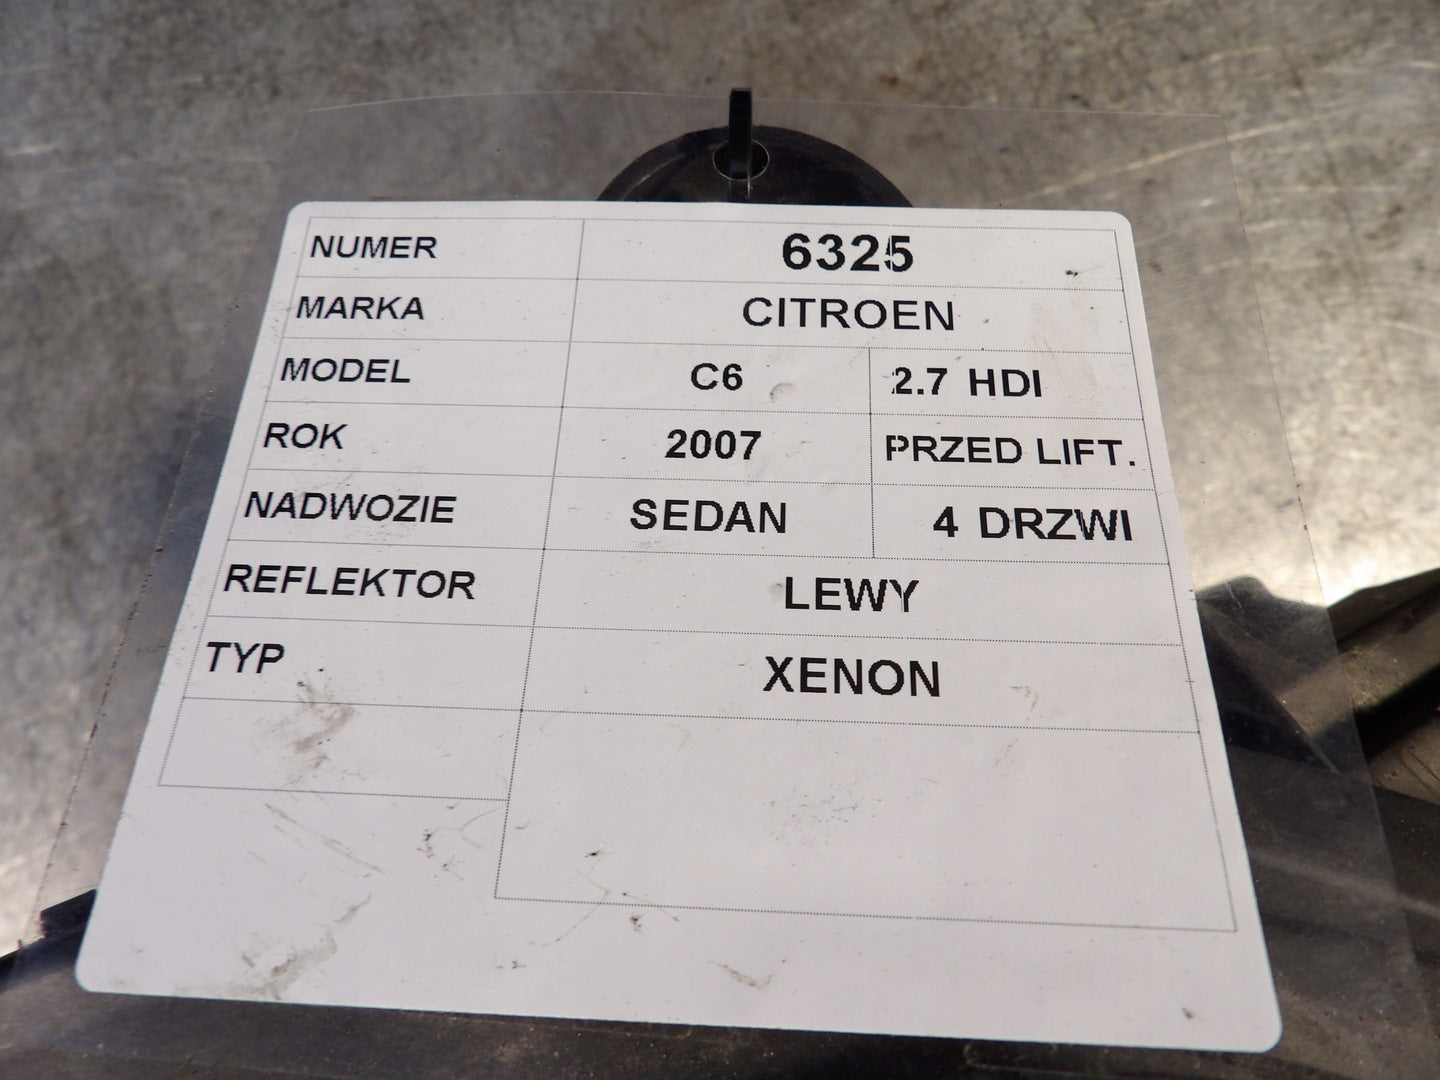 NUMER 6325
MARKA CITROEN
MODEL C6 2.7 HDI
ROK 2007 PRZED LIFT.
NADWOZIE SEDAN 4 DRZWI
REFLEKTOR LEWY
TYP XENON